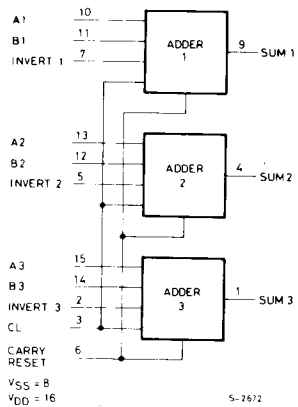 A1 10
B1 11
INVERT 1 7
ADDER
1
9 SUM 1
A2 13
B2 12
INVERT 2 5
ADDER
2
4 SUM 2
A3 15
B3 14
INVERT 3 2
CL 3
CARRY
RESET 6
ADDER
3
1 SUM 3
VSS = 8
VDD = 16
S-2672